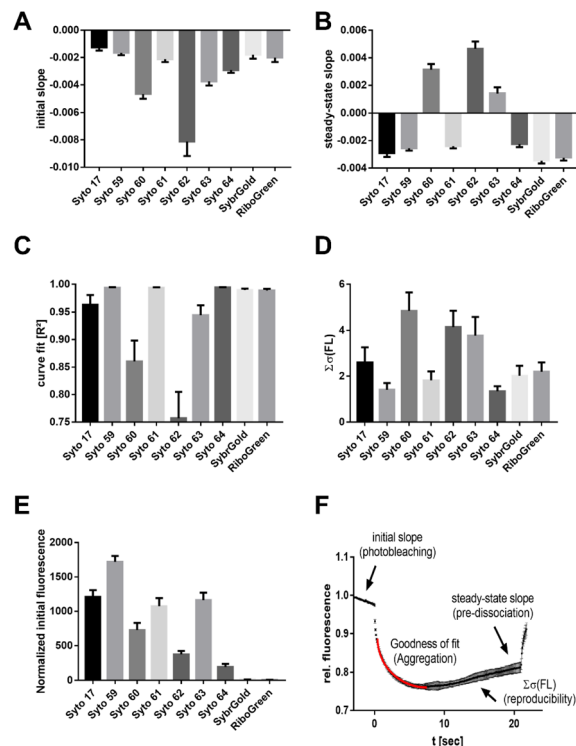 A
0.000
-0.002
-0.004
-0.006
-0.008
-0.010
initial slope
Syto 17
Syto 59
Syto 60
Syto 61
Syto 62
Syto 63
Syto 64
SybrGold
RiboGreen
B
0.006
0.004
0.002
0.000
-0.002
-0.004
steady-state slope
Syto 17
Syto 59
Syto 60
Syto 61
Syto 62
Syto 63
Syto 64
SybrGold
RiboGreen
C
1.00
0.95
0.90
0.85
0.80
0.75
curve fit [R²]
Syto 17
Syto 59
Syto 60
Syto 61
Syto 62
Syto 63
Syto 64
SybrGold
RiboGreen
D
6
4
2
0
Σσ(FL)
Syto 17
Syto 59
Syto 60
Syto 61
Syto 62
Syto 63
Syto 64
SybrGold
RiboGreen
E
2000
1500
1000
500
0
Normalized initial fluorescence
Syto 17
Syto 59
Syto 60
Syto 61
Syto 62
Syto 63
Syto 64
SybrGold
RiboGreen
F
1.1
1.0
0.9
0.8
0.7
rel. fluorescence
initial slope
(photobleaching)
steady-state slope
(pre-dissociation)
Goodness of fit
(Aggregation)
Σσ(FL)
(reproducibility)
0
10
20
t [sec]